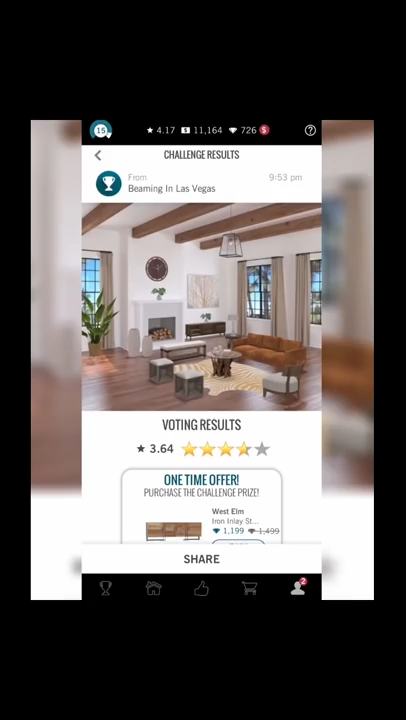 15 ★ 4.17 11,164 726 $ ?
CHALLENGE RESULTS
From 9:53 pm
Beaming In Las Vegas
VOTING RESULTS
★ 3.64
ONE TIME OFFER!
PURCHASE THE CHALLENGE PRIZE!
West Elm
Iron Inlay St...
1,199 1,499
SHARE
2